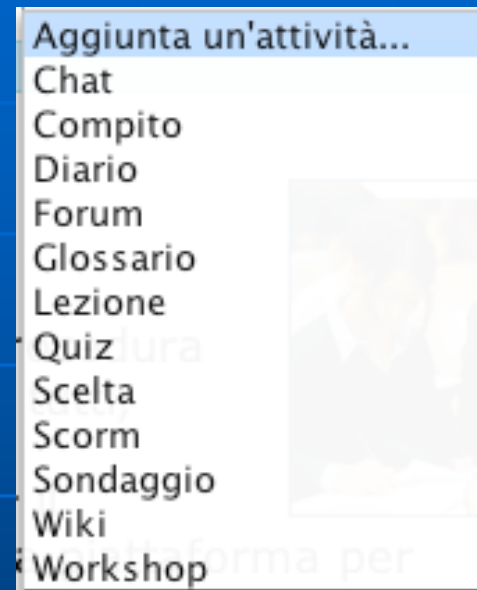 Aggiunta un'attività...
Chat
Compito
Diario
Forum
Glossario
Lezione
Quiz
Scelta
Scorm
Sondaggio
Wiki
Workshop